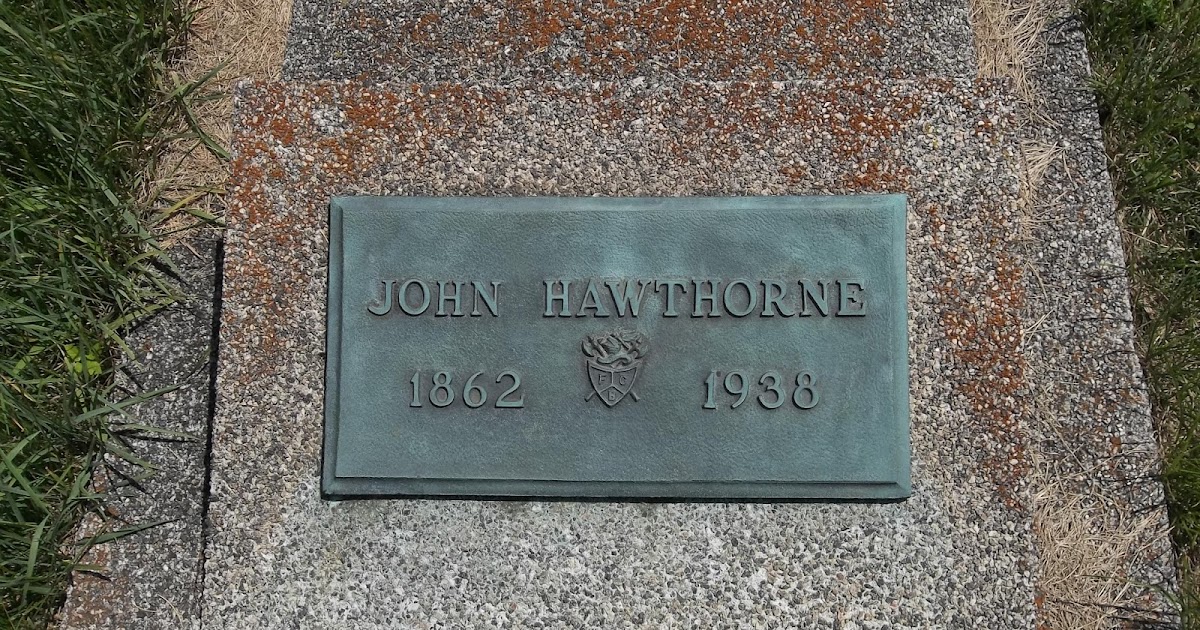 JOHN HAWTHORNE
1862 1938
F C
b